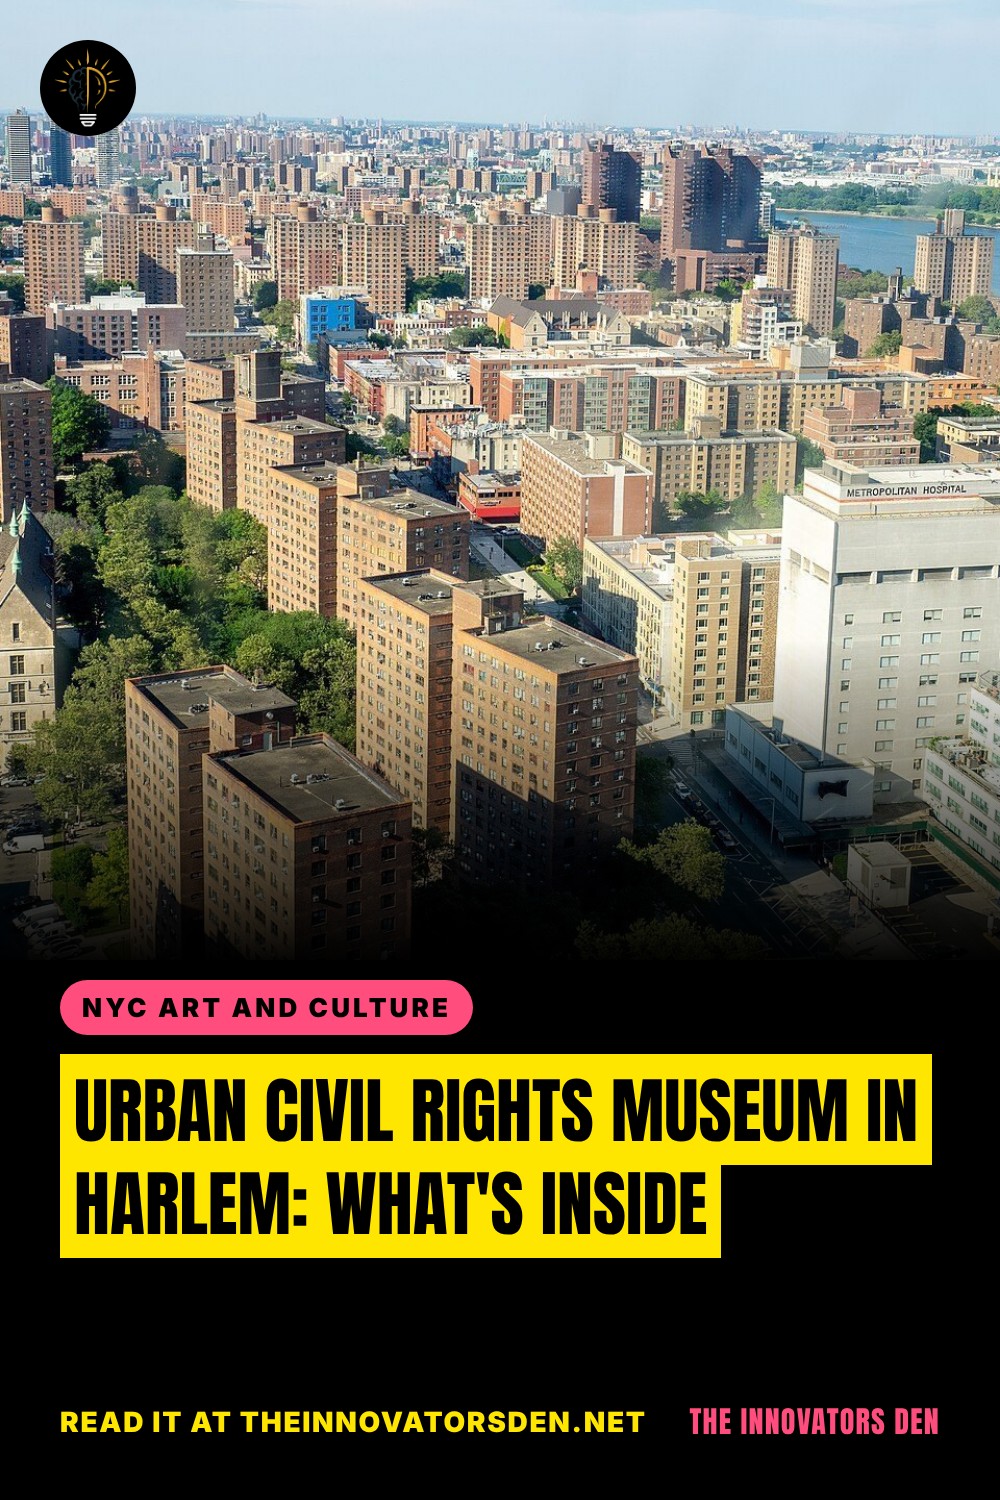 METROPOLITAN HOSPITAL
NYC ART AND CULTURE
URBAN CIVIL RIGHTS MUSEUM IN
HARLEM: WHAT'S INSIDE
READ IT AT THEINNOVATORSDEN.NET
THE INNOVATORS DEN